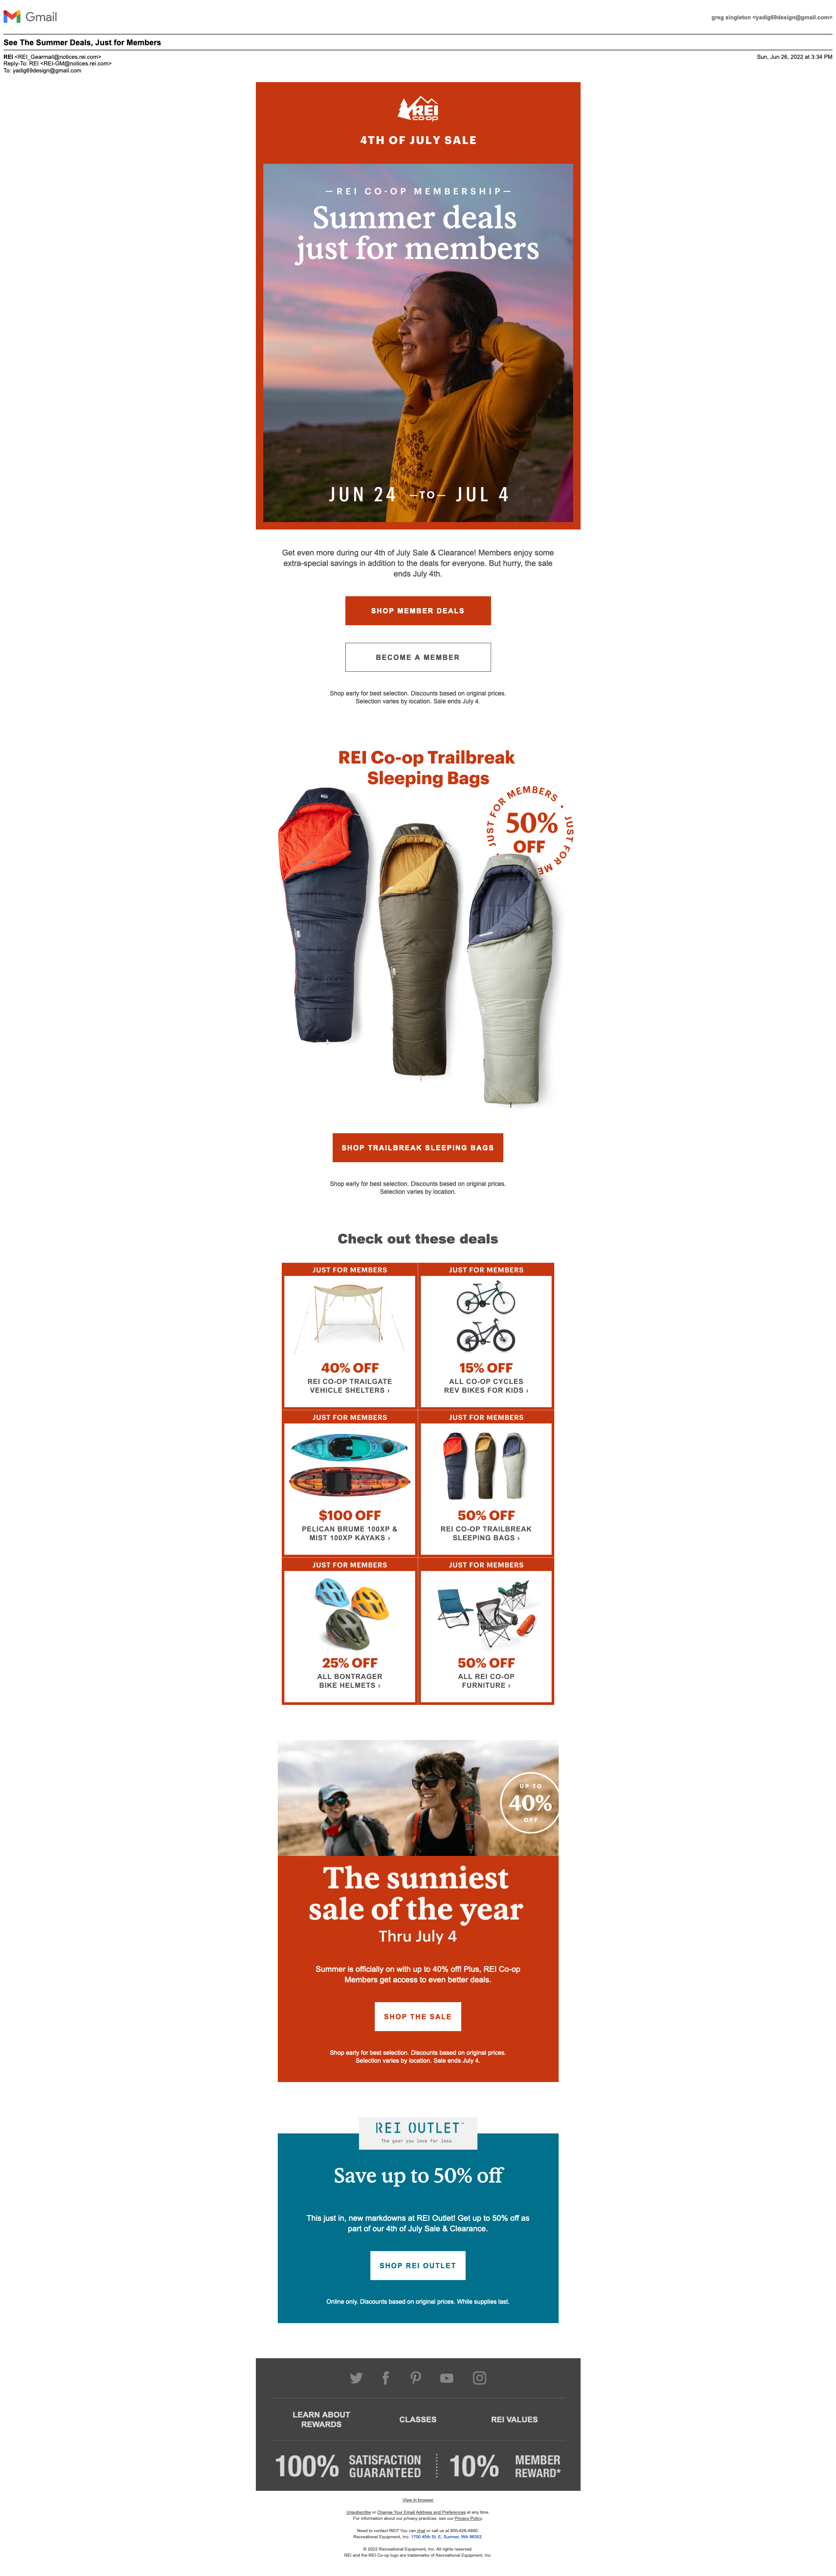 Gmail
greg singleton <yadig69design@gmail.com>
See The Summer Deals, Just for Members
REI <REI_Gearmail@notices.rei.com>
Sun, Jun 26, 2022 at 3:34 PM
Reply-To: REI <REI-GM@notices.rei.com>
To: yadig69design@gmail.com
REI
co-op
4TH OF JULY SALE
—REI CO-OP MEMBERSHIP—
Summer deals
just for members
JUN 24 —TO— JUL 4
Get even more during our 4th of July Sale & Clearance! Members enjoy some
extra-special savings in addition to the deals for everyone. But hurry, the sale
ends July 4th.
SHOP MEMBER DEALS
BECOME A MEMBER
Shop early for best selection. Discounts based on original prices.
Selection varies by location. Sale ends July 4.
REI Co-op Trailbreak
Sleeping Bags
JUST FOR MEMBERS • JUST FOR ME
50%
OFF
SHOP TRAILBREAK SLEEPING BAGS
Shop early for best selection. Discounts based on original prices.
Selection varies by location.
Check out these deals
JUST FOR MEMBERS
40% OFF
REI CO-OP TRAILGATE
VEHICLE SHELTERS ›
JUST FOR MEMBERS
15% OFF
ALL CO-OP CYCLES
REV BIKES FOR KIDS ›
JUST FOR MEMBERS
$100 OFF
PELICAN BRUME 100XP &
MIST 100XP KAYAKS ›
JUST FOR MEMBERS
50% OFF
REI CO-OP TRAILBREAK
SLEEPING BAGS ›
JUST FOR MEMBERS
25% OFF
ALL BONTRAGER
BIKE HELMETS ›
JUST FOR MEMBERS
50% OFF
ALL REI CO-OP
FURNITURE ›
UP TO
40%
OFF
The sunniest
sale of the year
Thru July 4
Summer is officially on with up to 40% off! Plus, REI Co-op
Members get access to even better deals.
SHOP THE SALE
Shop early for best selection. Discounts based on original prices.
Selection varies by location. Sale ends July 4.
REI OUTLET
The gear you love for less.
Save up to 50% off
This just in, new markdowns at REI Outlet! Get up to 50% off as
part of our 4th of July Sale & Clearance.
SHOP REI OUTLET
Online only. Discounts based on original prices. While supplies last.
LEARN ABOUT
REWARDS
CLASSES
REI VALUES
100% SATISFACTION
GUARANTEED
10% MEMBER
REWARD*
View in browser
Unsubscribe or Change Your Email Address and Preferences at any time.
For information about our privacy practices, see our Privacy Policy.
Need to contact REI? You can chat or call us at 800-426-4840.
Recreational Equipment, Inc. 1700 45th St. E, Sumner, WA 98352
© 2022 Recreational Equipment, Inc. All rights reserved.
REI and the REI Co-op logo are trademarks of Recreational Equipment, Inc.